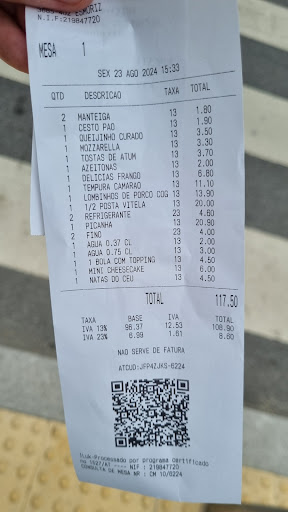 3885-452 ESMORIZ
N.I.F:219847720
MESA 1
SEX 23 AGO 2024 15:33
QTD DESCRICAO TAXA TOTAL
2 MANTEIGA 13 1.80
1 CESTO PAO 13 1.90
1 QUEIJINHO CURADO 13 3.50
1 MOZZARELLA 13 3.30
1 TOSTAS DE ATUM 13 3.70
1 AZEITONAS 13 2.00
1 DELICIAS FRANGO 13 6.80
1 TEMPURA CAMARAO 13 11.10
1 LOMBINHOS DE PORCO COG 13 13.90
1 1/2 POSTA VITELA 13 20.00
2 REFRIGERANTE 23 4.60
1 PICANHA 13 20.90
2 FINO 23 4.00
1 AGUA 0.37 CL 13 2.00
1 AGUA 0.75 CL 13 3.00
1 1 BOLA COM TOPPING 13 4.50
1 MINI CHEESECAKE 13 6.00
1 NATAS DO CEU 13 4.50
TOTAL 117.50
TAXA BASE IVA TOTAL
IVA 13% 96.37 12.53 108.90
IVA 23% 6.99 1.61 8.60
NAO SERVE DE FATURA
ATCUD:JFP4ZJKS-6224
-Processado por programa certificado
no 1527/AT ---- NIF : 219847720
CONSULTA DE MESA NR : CM 10/6224